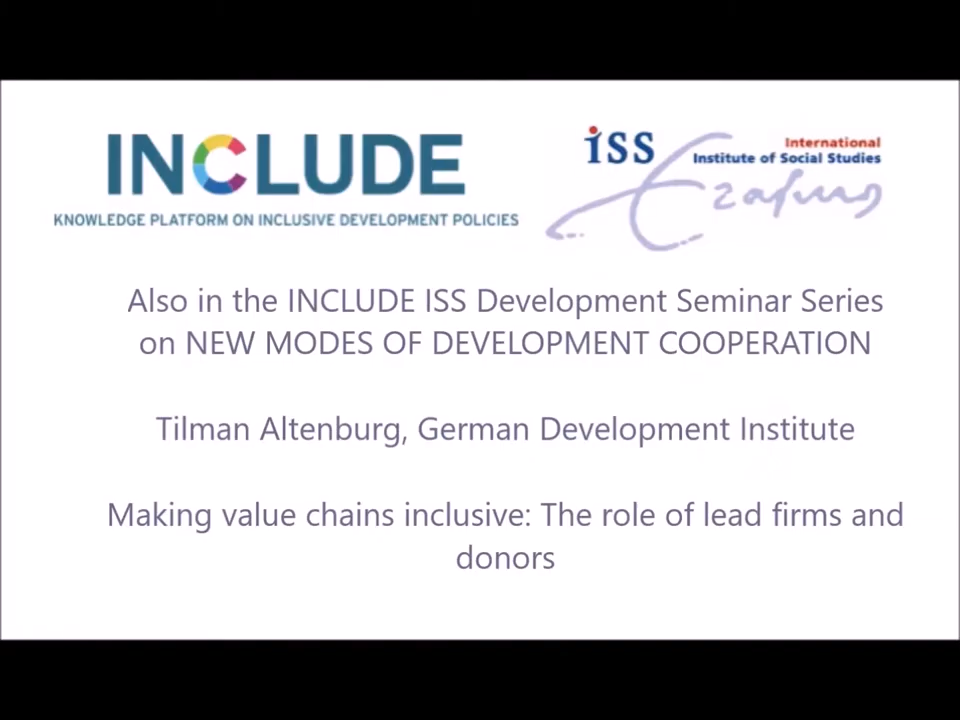 INCLUDE
KNOWLEDGE PLATFORM ON INCLUSIVE DEVELOPMENT POLICIES
iss
International
Institute of Social Studies
Erasmus
Also in the INCLUDE ISS Development Seminar Series
on NEW MODES OF DEVELOPMENT COOPERATION
Tilman Altenburg, German Development Institute
Making value chains inclusive: The role of lead firms and
donors